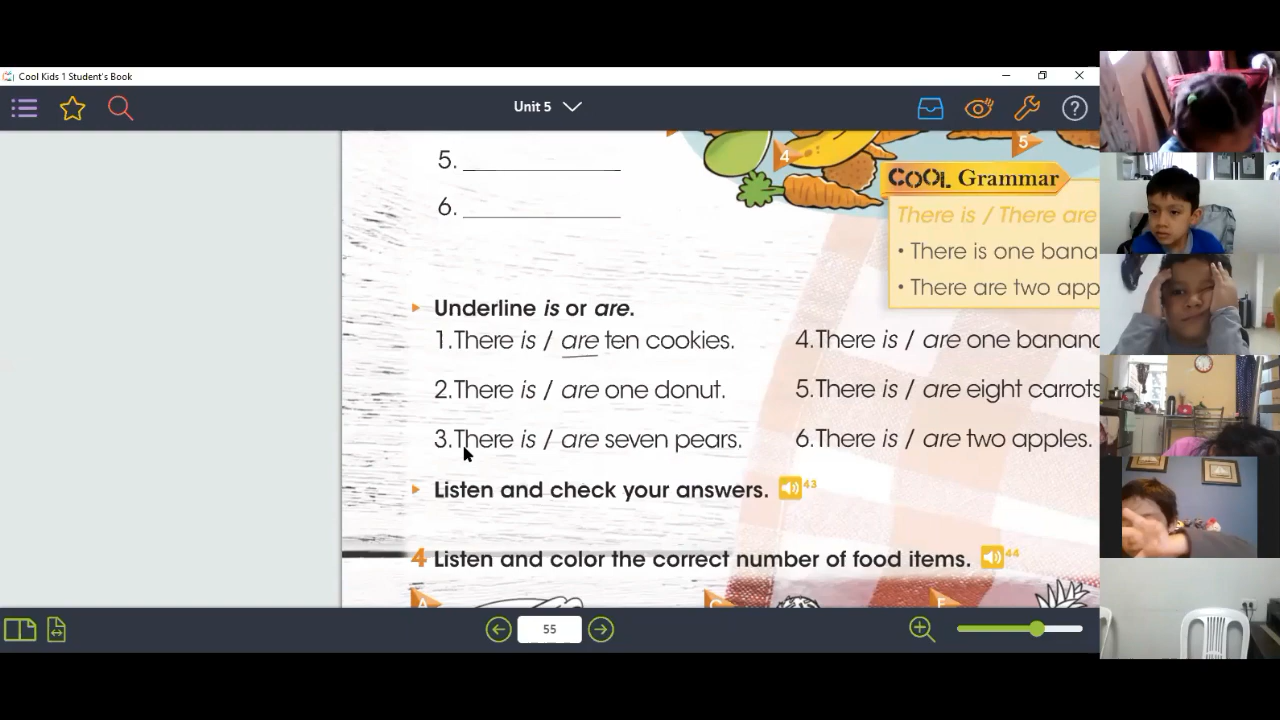 Cool Kids 1 Student's Book
Unit 5
5.
6.
4
5
COOL Grammar
There is / There are
• There is one bana
• There are two app
Underline is or are.
1.There is / are ten cookies.
2.There is / are one donut.
3.There is / are seven pears.
4.There is / are one banana
5.There is / are eight carrots
6.There is / are two apples.
Listen and check your answers. 43
4 Listen and color the correct number of food items. 44
A
C
E
55